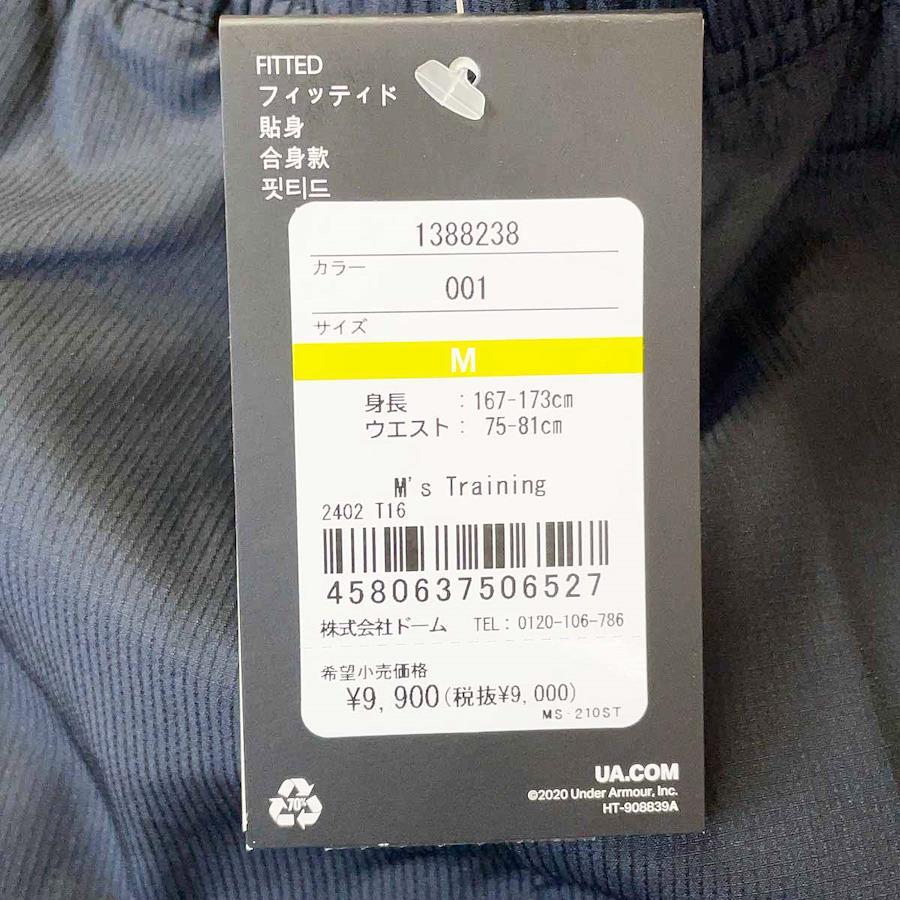 FITTED
フィッティド
貼身
合身款
핏티드
1388238
カラー
001
サイズ
M
身長 : 167-173cm
ウエスト : 75-81cm
M's Training
2402 T16
4580637506527
株式会社ドーム TEL : 0120-106-786
希望小売価格
¥9,900(税抜¥9,000)
MS-210ST
70%
UA.COM
©2020 Under Armour, Inc.
HT-908839A